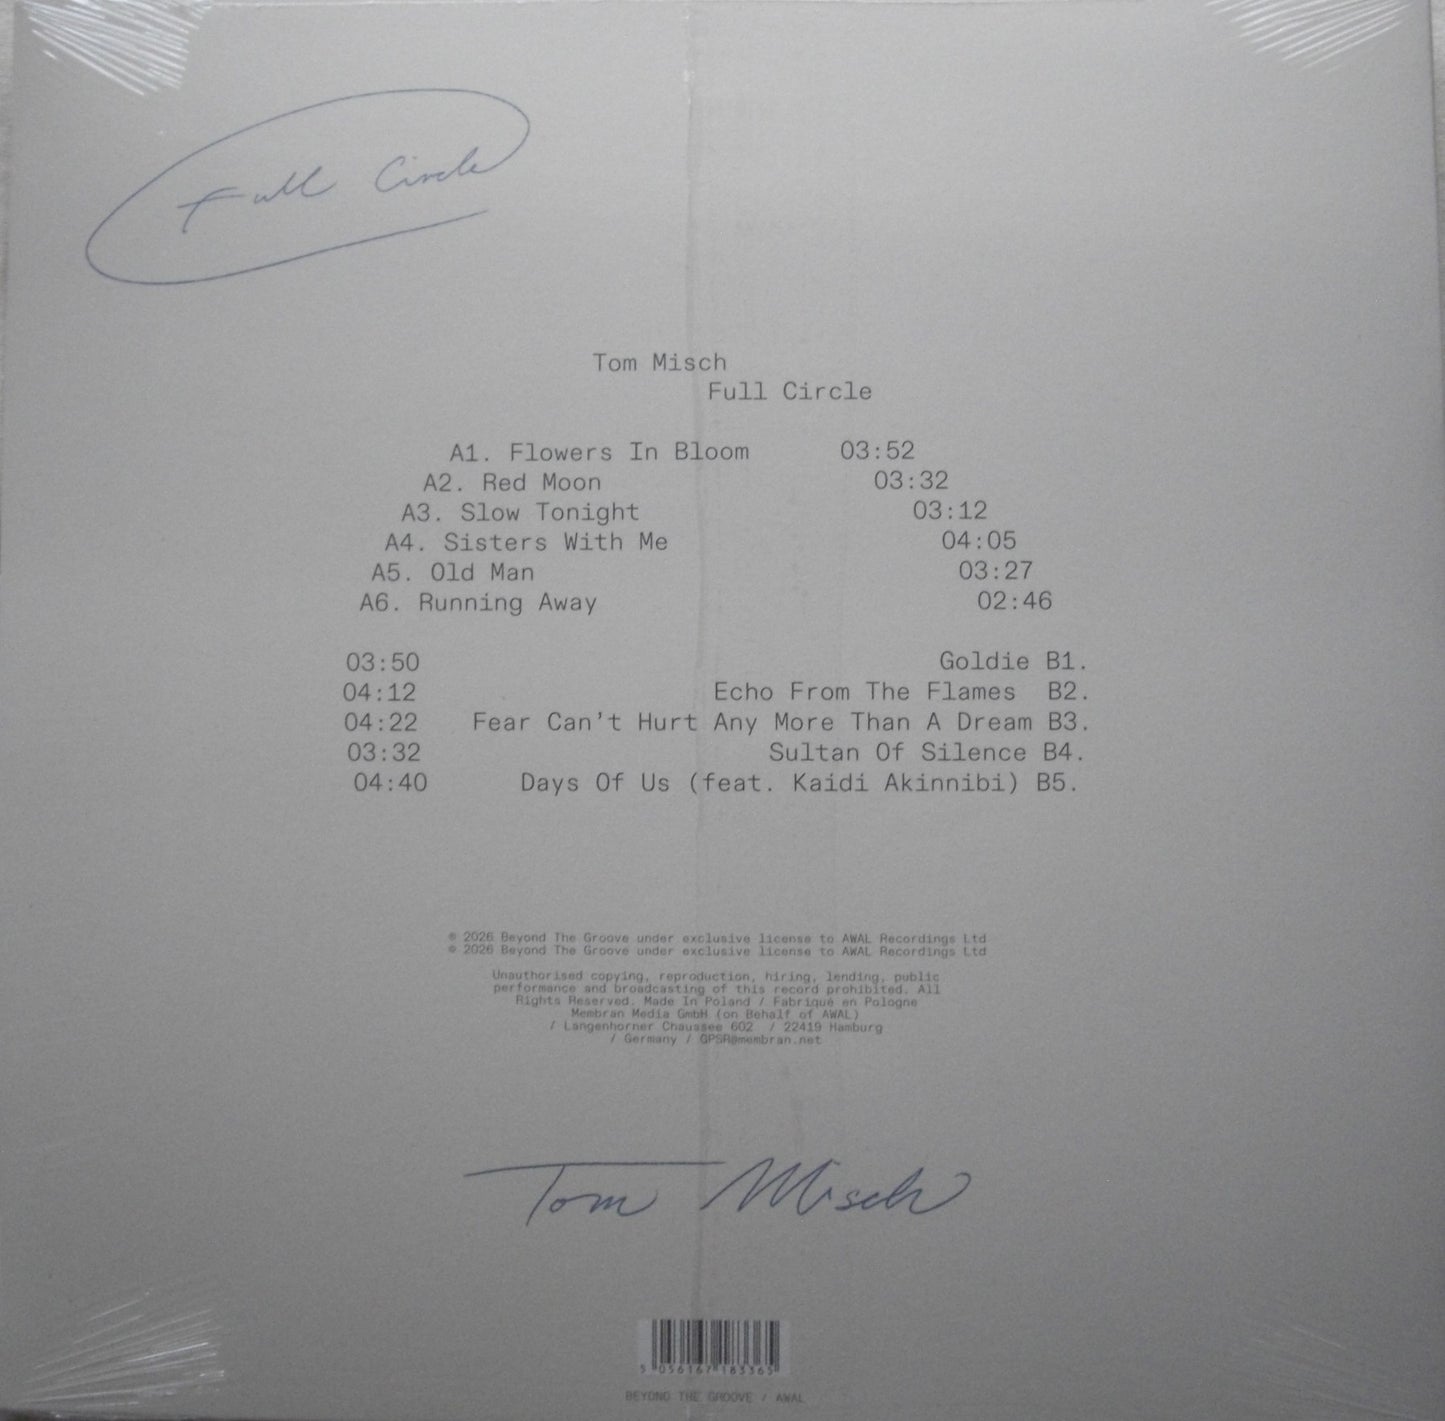 Full Circle
Tom Misch
Full Circle
A1. Flowers In Bloom 03:52
A2. Red Moon 03:32
A3. Slow Tonight 03:12
A4. Sisters With Me 04:05
A5. Old Man 03:27
A6. Running Away 02:46
03:50 Goldie B1.
04:12 Echo From The Flames B2.
04:22 Fear Can't Hurt Any More Than A Dream B3.
03:32 Sultan Of Silence B4.
04:40 Days Of Us (feat. Kaidi Akinnibi) B5.
℗ 2026 Beyond The Groove under exclusive license to AWAL Recordings Ltd
© 2026 Beyond The Groove under exclusive license to AWAL Recordings Ltd
Unauthorised copying, reproduction, hiring, lending, public
performance and broadcasting of this record prohibited. All
Rights Reserved. Made In Poland / Fabriqué en Pologne
Membran Media GmbH (on Behalf of AWAL)
/ Langenhorner Chaussee 602 / 22419 Hamburg
/ Germany / GPSR@membran.net
Tom Misch
5 056167 183365
BEYOND THE GROOVE / AWAL